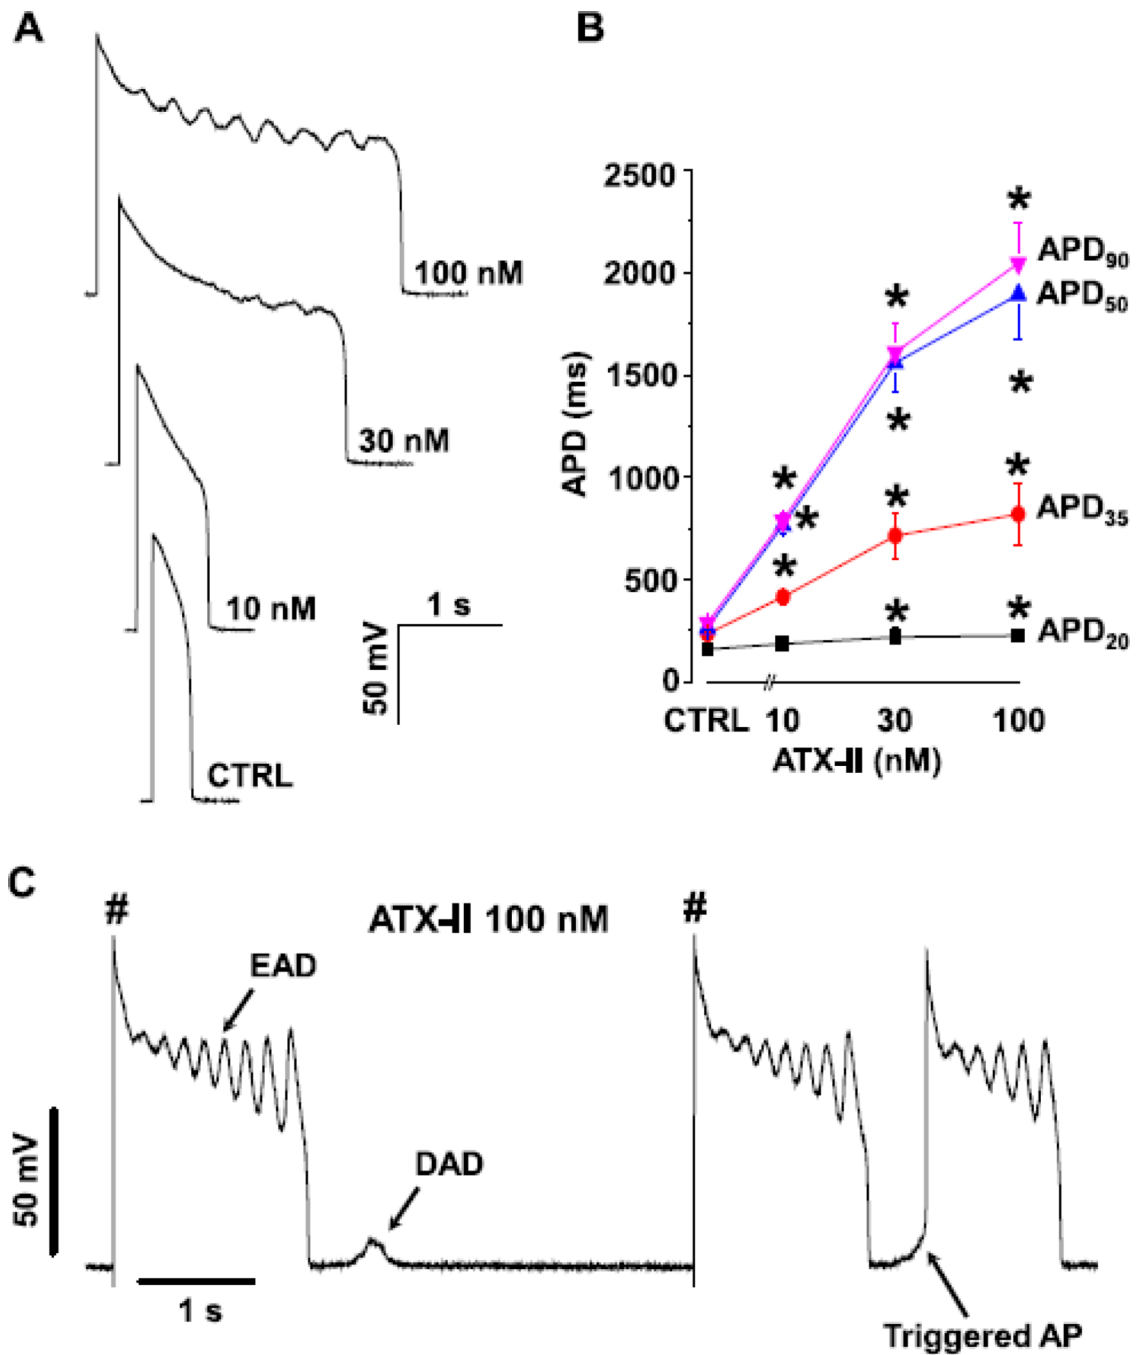 A
100 nM
30 nM
10 nM
CTRL
1 s
50 mV
B
2500
2000
1500
1000
500
0
APD (ms)
* * * * * * * * * * *
APD90
APD50
APD35
APD20
CTRL 10 30 100
ATX-II (nM)
C
# ATX-II 100 nM #
EAD
DAD
50 mV
1 s
Triggered AP